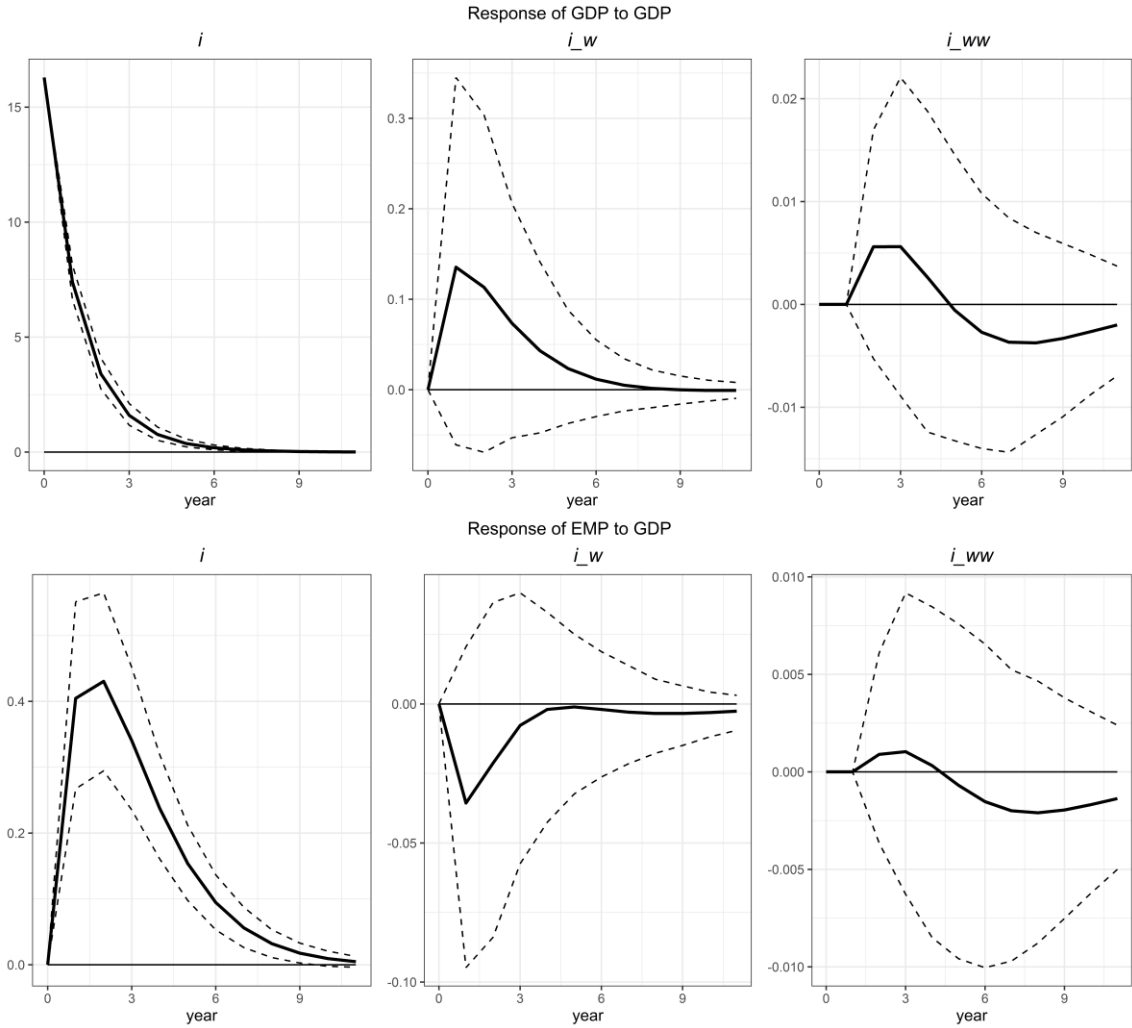 Response of GDP to GDP
i i_w i_ww
15
10
5
0
0.3
0.2
0.1
0.0
0.02
0.01
0.00
-0.01
0 3 6 9 0 3 6 9 0 3 6 9
year year year
Response of EMP to GDP
i i_w i_ww
0.4
0.2
0.0
0.00
-0.05
-0.10
0.010
0.005
0.000
-0.005
-0.010
0 3 6 9 0 3 6 9 0 3 6 9
year year year